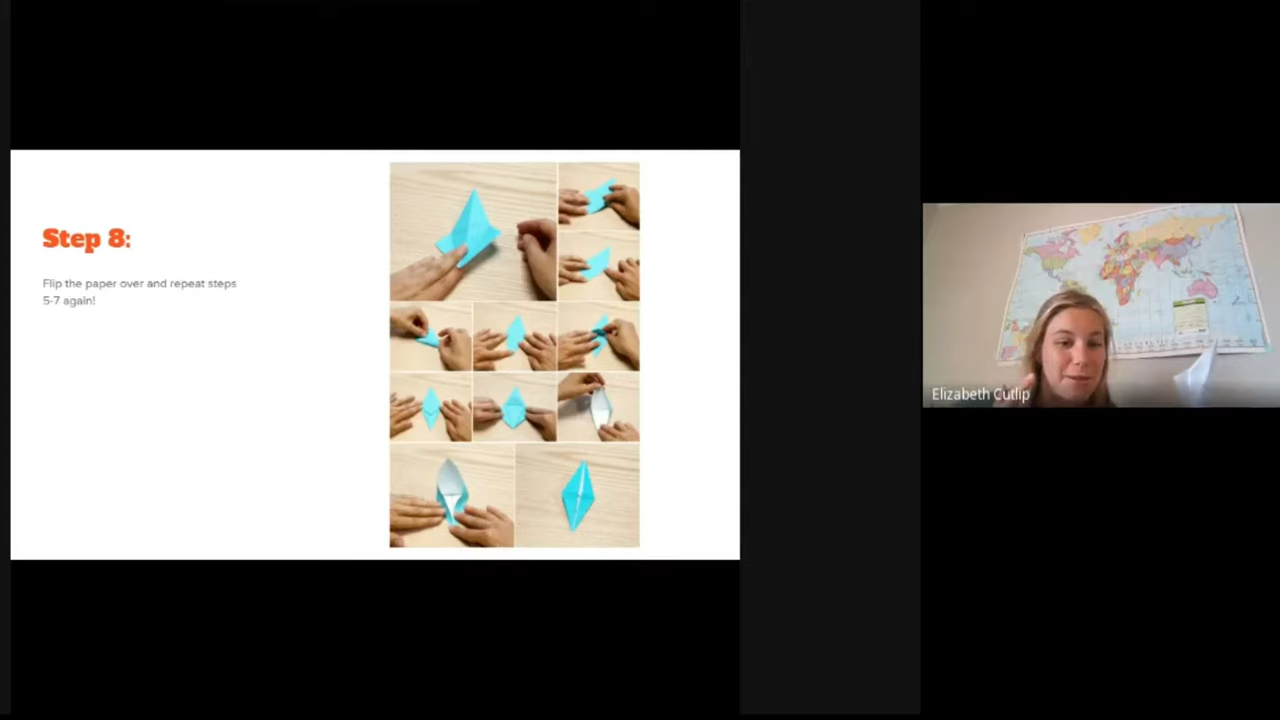 Step 8:
Flip the paper over and repeat steps
5-7 again!
Elizabeth Cutlip